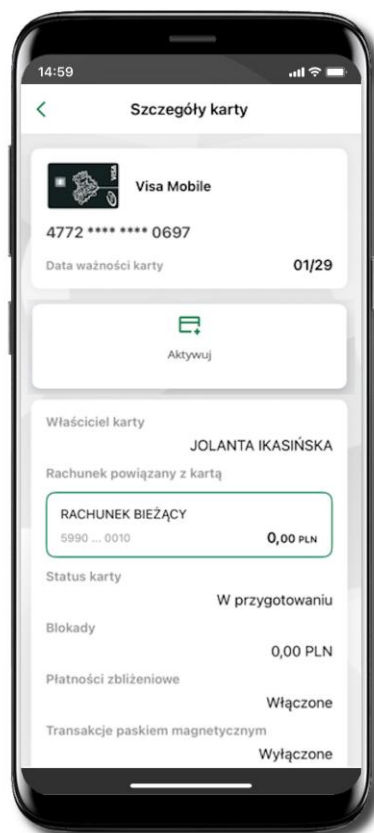 14:59
Szczegóły karty
VISA
Visa Mobile
4772 **** **** 0697
Data ważności karty 01/29
Aktywuj
Właściciel karty
JOLANTA IKASIŃSKA
Rachunek powiązany z kartą
RACHUNEK BIEŻĄCY
5990 ... 0010 0,00 PLN
Status karty
W przygotowaniu
Blokady
0,00 PLN
Płatności zbliżeniowe
Włączone
Transakcje paskiem magnetycznym
Wyłączone